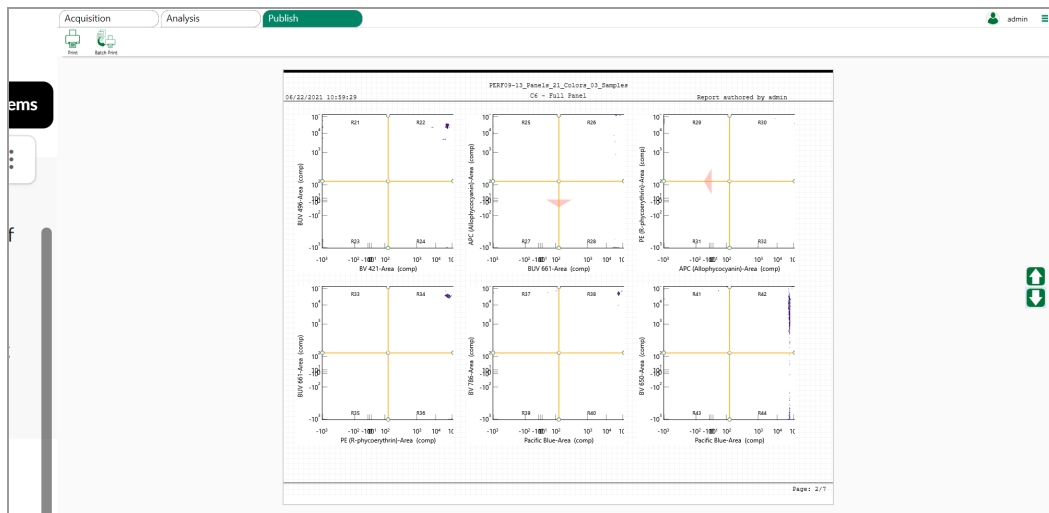 Acquisition Analysis Publish admin
Print Batch Print
ems
f
PERF09-13_Panels_21_Colors_03_Samples
06/22/2021 10:59:29 C6 - Full Panel Report authored by admin
R21 R22
R23 R24
BUV 496-Area (comp)
BV 421-Area (comp)
R25 R26
R27 R28
APC (Allophycocyanin)-Area (comp)
BUV 661-Area (comp)
R29 R30
R31 R32
PE (R-phycoerythrin)-Area (comp)
APC (Allophycocyanin)-Area (comp)
R33 R34
R35 R36
BUV 661-Area (comp)
PE (R-phycoerythrin)-Area (comp)
R37 R38
R39 R40
BV 786-Area (comp)
Pacific Blue-Area (comp)
R41 R42
R43 R44
BV 650-Area (comp)
Pacific Blue-Area (comp)
Page: 2/7